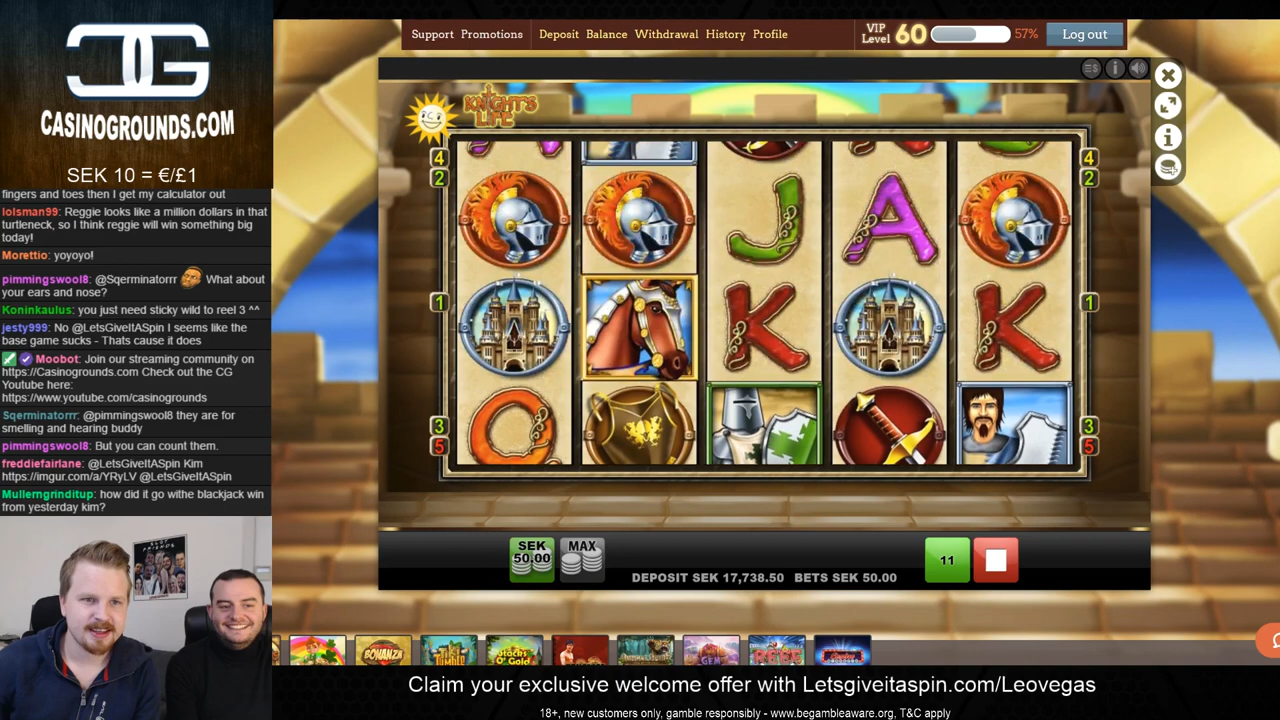 CG
CASINOGROUNDS.COM
SEK 10 = €/£1
fingers and toes then I get my calculator out
lolsman99: Reggie looks like a million dollars in that
turtleneck, so I think reggie will win something big
today!
Morettio: yoyoyo!
pimmingswool8: @Sqerminatorrr What about
your ears and nose?
Koninkaulus: you just need sticky wild to reel 3 ^^
jesty999: No @LetsGiveItASpin I seems like the
base game sucks - Thats cause it does
Moobot: Join our streaming community on
https://Casinogrounds.com Check out the CG
Youtube here:
https://www.youtube.com/casinogrounds
Sqerminatorrr: @pimmingswool8 they are for
smelling and hearing buddy
pimmingswool8: But you can count them.
freddiefairlane: @LetsGiveItASpin Kim
https://imgur.com/a/YRyLV @LetsGiveItASpin
Mullerngrinditup: how did it go withe blackjack win
from yesterday kim?
Support Promotions Deposit Balance Withdrawal History Profile
VIP Level 60 57% Log out
KNIGHT'S
LIFE
4 4
2 J A 2
1 K K 1
3 Q 3
5 5
SEK
50.00
MAX
DEPOSIT SEK 17,738.50 BETS SEK 50.00
11
BONANZA
Stacks
O' Gold
GEM
Claim your exclusive welcome offer with Letsgiveitaspin.com/Leovegas
18+, new customers only, gamble responsibly - www.begambleaware.org, T&C apply